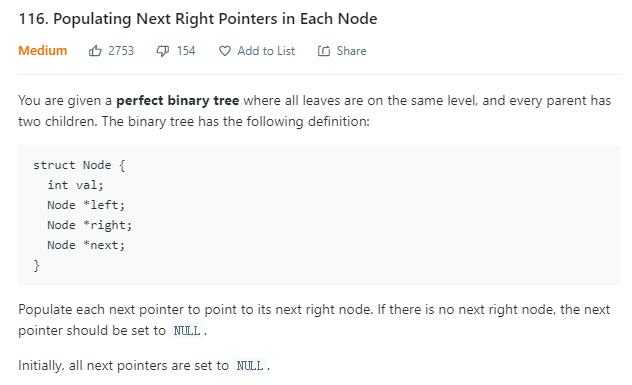 116. Populating Next Right Pointers in Each Node
Medium 2753 154 Add to List Share
You are given a perfect binary tree where all leaves are on the same level, and every parent has
two children. The binary tree has the following definition:
struct Node {
  int val;
  Node *left;
  Node *right;
  Node *next;
}
Populate each next pointer to point to its next right node. If there is no next right node, the next
pointer should be set to NULL.
Initially, all next pointers are set to NULL.